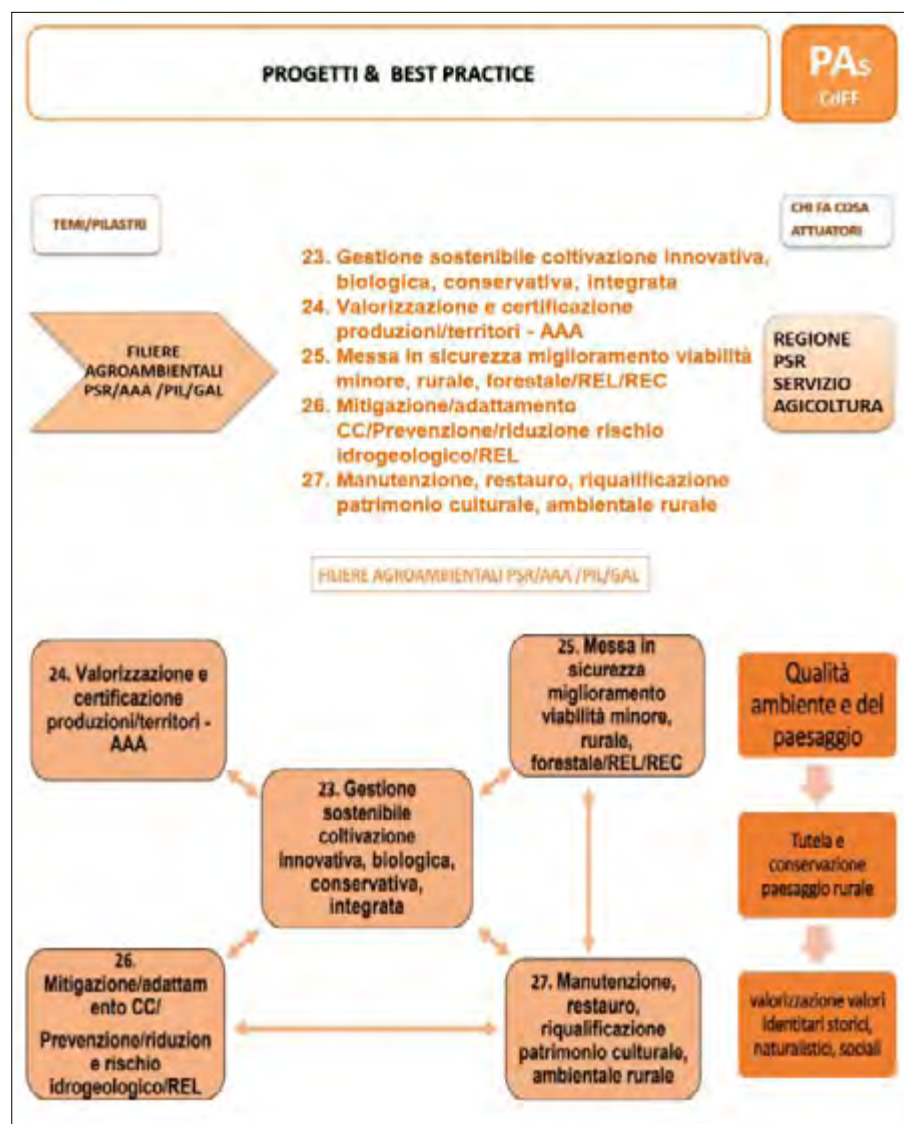 PROGETTI & BEST PRACTICE
PAs
CdFF
TEMI/PILASTRI
CHI FA COSA
ATTUATORI
FILIERE
AGROAMBIENTALI
PSR/AAA /PIL/GAL
23. Gestione sostenibile coltivazione innovativa,
biologica, conservativa, integrata
24. Valorizzazione e certificazione
produzioni/territori - AAA
25. Messa in sicurezza miglioramento viabilità
minore, rurale, forestale/REL/REC
26. Mitigazione/adattamento
CC/Prevenzione/riduzione rischio
idrogeologico/REL
27. Manutenzione, restauro, riqualificazione
patrimonio culturale, ambientale rurale
REGIONE
PSR
SERVIZIO
AGICOLTURA
FILIERE AGROAMBIENTALI PSR/AAA /PIL/GAL
24. Valorizzazione e
certificazione
produzioni/territori -
AAA
25. Messa in
sicurezza
miglioramento
viabilità minore,
rurale,
forestale/REL/REC
23. Gestione
sostenibile
coltivazione
innovativa, biologica,
conservativa,
integrata
26.
Mitigazione/adattam
ento CC/
Prevenzione/riduzion
e rischio
idrogeologico/REL
27. Manutenzione,
restauro,
riqualificazione
patrimonio culturale,
ambientale rurale
Qualità
ambiente e del
paesaggio
Tutela e
conservazione
paesaggio rurale
valorizzazione valori
identitari storici,
naturalistici, sociali